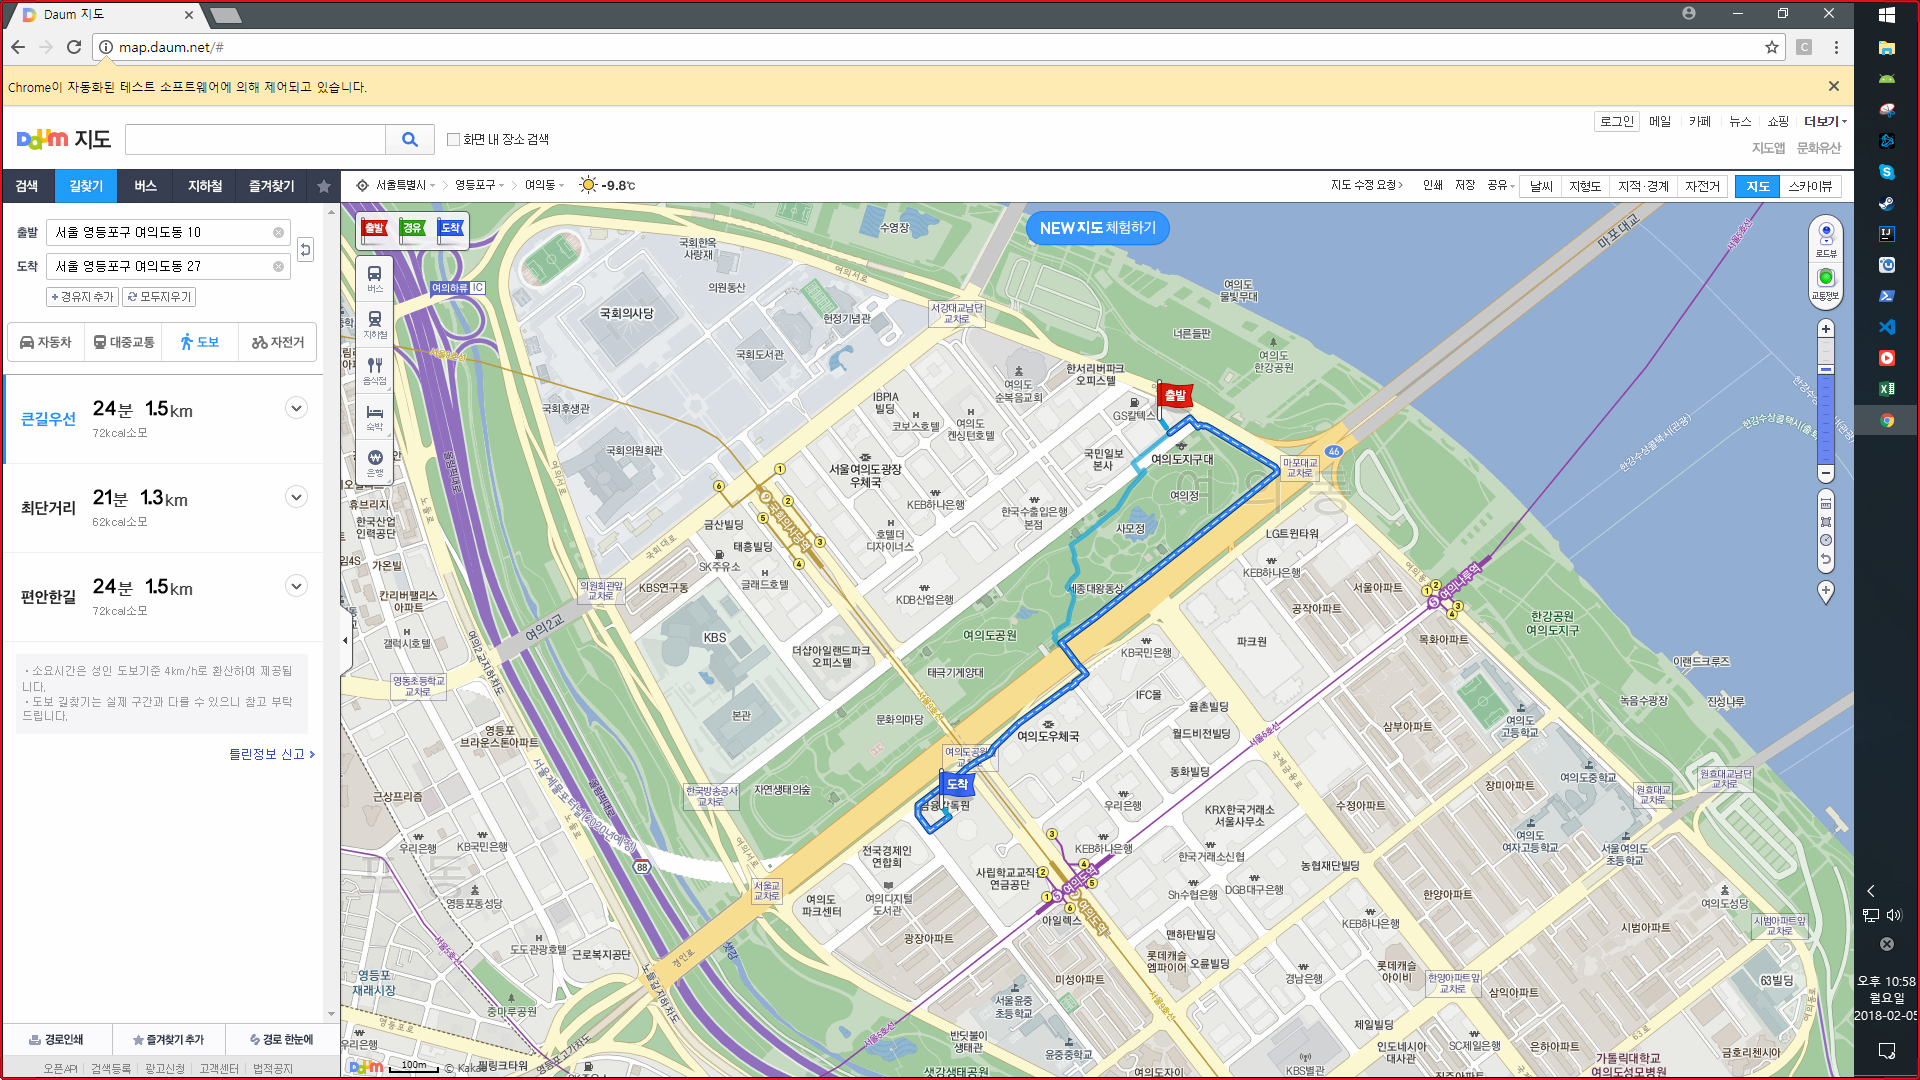 Daum 지도
map.daum.net/#
Chrome이 자동화된 테스트 소프트웨어에 의해 제어되고 있습니다.
로그인 메일 카페 뉴스 쇼핑 더보기
Daum 지도
화면 내 장소 검색
지도앱 문화유산
검색 길찾기 버스 지하철 즐겨찾기
서울특별시 영등포구 여의도동 -9.8℃
지도 수정 요청 인쇄 저장 공유 날씨 지형도 지적·경계 자전거 지도 스카이뷰
출발 서울 영등포구 여의도동 10
도착 서울 영등포구 여의도동 27
+ 경유지 추가 모두지우기
자동차 대중교통 도보 자전거
큰길우선 24분 1.5km
72kcal소모
최단거리 21분 1.3km
62kcal소모
편안한길 24분 1.5km
72kcal소모
· 소요시간은 성인 도보기준 4km/h로 환산하여 제공됩
니다.
· 도보 길찾기는 실제 구간과 다를 수 있으니 참고 부탁
드립니다.
틀린정보 신고
경로인쇄 즐겨찾기 추가 경로 한눈에
오픈API 검색등록 광고신청 고객센터 법적공지
출발 경유 도착
버스
지하철
음식점
숙박
은행
NEW지도 체험하기
로드뷰
교통정보
수영장
국회한옥
사랑재
의원동산
여의하류 IC
국회의사당
헌정기념관
서강대교남단
교차로
여의도
물빛무대
너른들판
여의도
한강공원
마포대교
서울5호선
국회도서관
한서리버파크
오피스텔
여의도
순복음교회
출발
GS칼텍스
IBPIA
빌딩
코보스호텔
여의도
켄싱턴호텔
국회후생관
국회의원회관
국민일보
본사
여의도지구대
마포대교
교차로
46
서울여의도광장
우체국
KEB하나은행
여의정
한국수출입은행
본점
사모정
여의동
국회의사당역
금산빌딩
태흥빌딩
SK주유소
글래드호텔
호텔더
디자이너스
LG트윈타워
KEB하나은행
서울아파트
여의나루역
공작아파트
목화아파트
한강공원
여의도지구
세종대왕동상
KDB산업은행
여의도공원
KBS연구동
의원회관앞
교차로
여의2교
KBS
더샵아일랜드파크
오피스텔
태극기게양대
본관
문화의마당
KB국민은행
파크원
IFC몰
율촌빌딩
월드비전빌딩
동화빌딩
여의도우체국
여의도공원
도착
금융감독원
자연생태의숲
한국방송공사
교차로
이랜드크루즈
녹음수광장
진성나루
삼부아파트
여의도
고등학교
여의도중학교
장미아파트
수정아파트
원효대교
교차로
원효대교남단
교차로
우리은행
KRX한국거래소
서울사무소
KEB하나은행
한국거래소신협
농협재단빌딩
여의도
여자고등학교
서울여의도
초등학교
전국경제인
연합회
여의도역
Sh수협은행
DGB대구은행
한양아파트
KEB하나은행
여의도성모당
시범아파트
시범아파트앞
교차로
여의도
파크센터
여의디지털
도서관
광장아파트
아일렉스
맨하탄빌딩
롯데캐슬
엠파이어
오륜빌딩
경남은행
롯데캐슬
아이비
한양아파트앞
교차로
삼익아파트
63빌딩
미성아파트
서울윤중
초등학교
반딧불이
생태관
윤중중학교
샛강생태공원
KBS별관
인도네시아
대사관
제일빌딩
SC제일은행
은하아파트
가톨릭대학교
여의도성모병원
금호리첸시아
휴브리지
한국산업
인력공단
가온빌
칸리버팰리스
아파트
갤럭시호텔
영동초등학교
교차로
영등포
브라운스톤아파트
근상프리즘
우리은행
KB국민은행
영등포동성당
도도관광호텔
근로복지공단
영등포
재래시장
중마루공원
서울교
교차로
샛강
경인로
88
100m
© Kakao
오후 10:58
월요일
2018-02-05